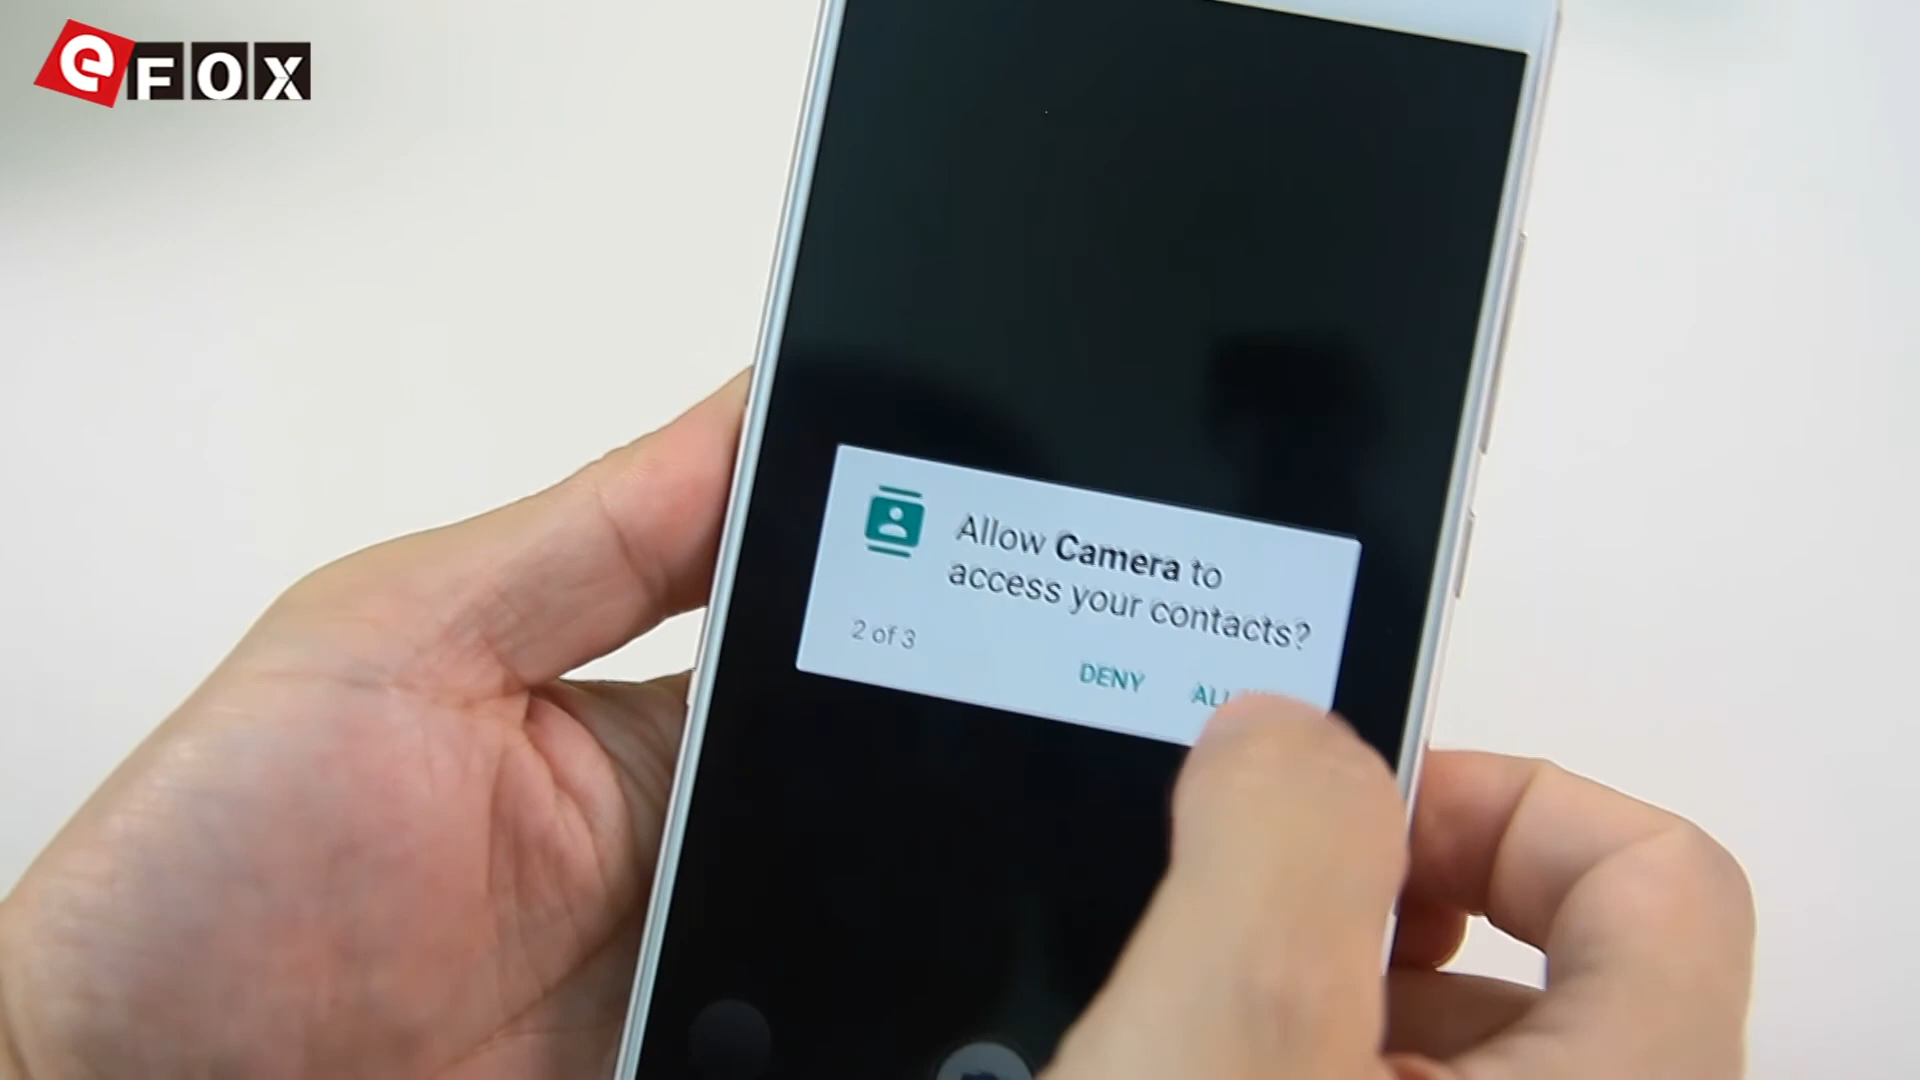 eFOX
Allow Camera to
access your contacts?
2 of 3
DENY